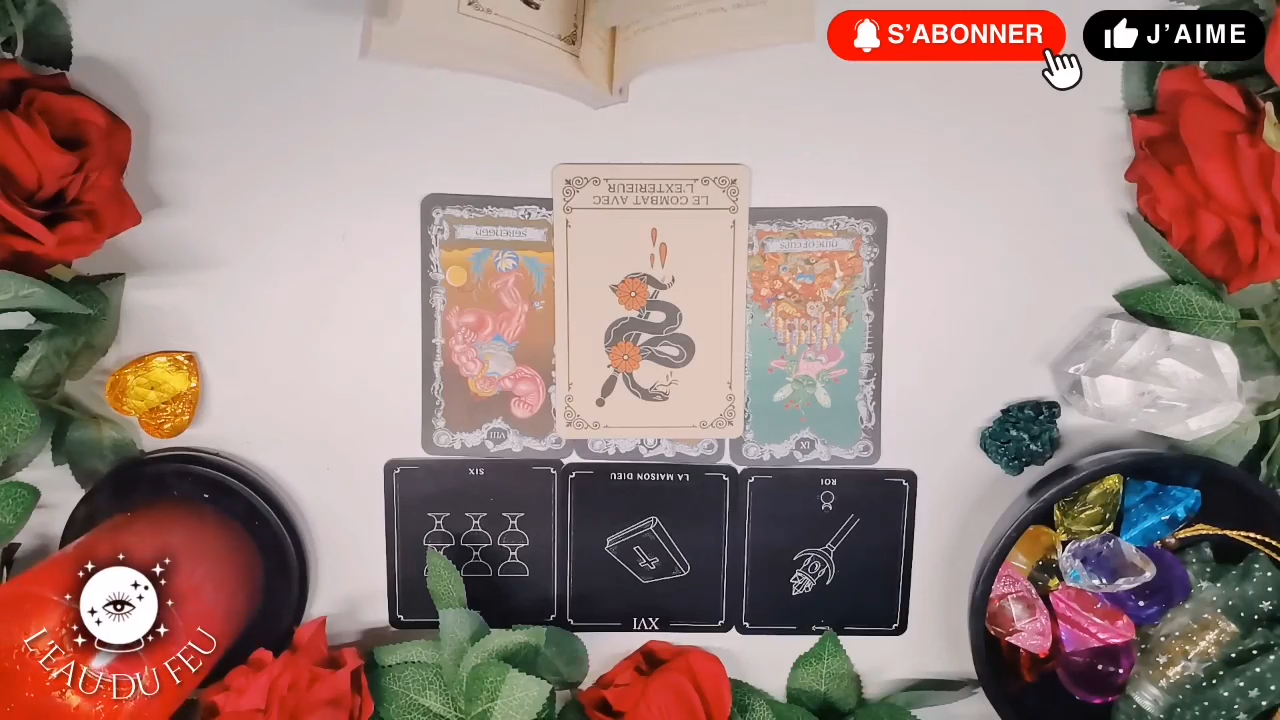 S'ABONNER
J'AIME
LE COMBAT AVEC
L'EXTERIEUR
STRENGTH
NINE OF CUPS
VIII
IX
SIX
LA MAISON DIEU
ROI
XVI
L'EAU DU FEU